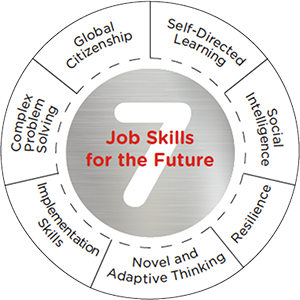 7
Job Skills
for the Future
Global
Citizenship
Self-Directed
Learning
Social
Intelligence
Resilience
Novel and
Adaptive Thinking
Implementation
Skills
Complex
Problem
Solving